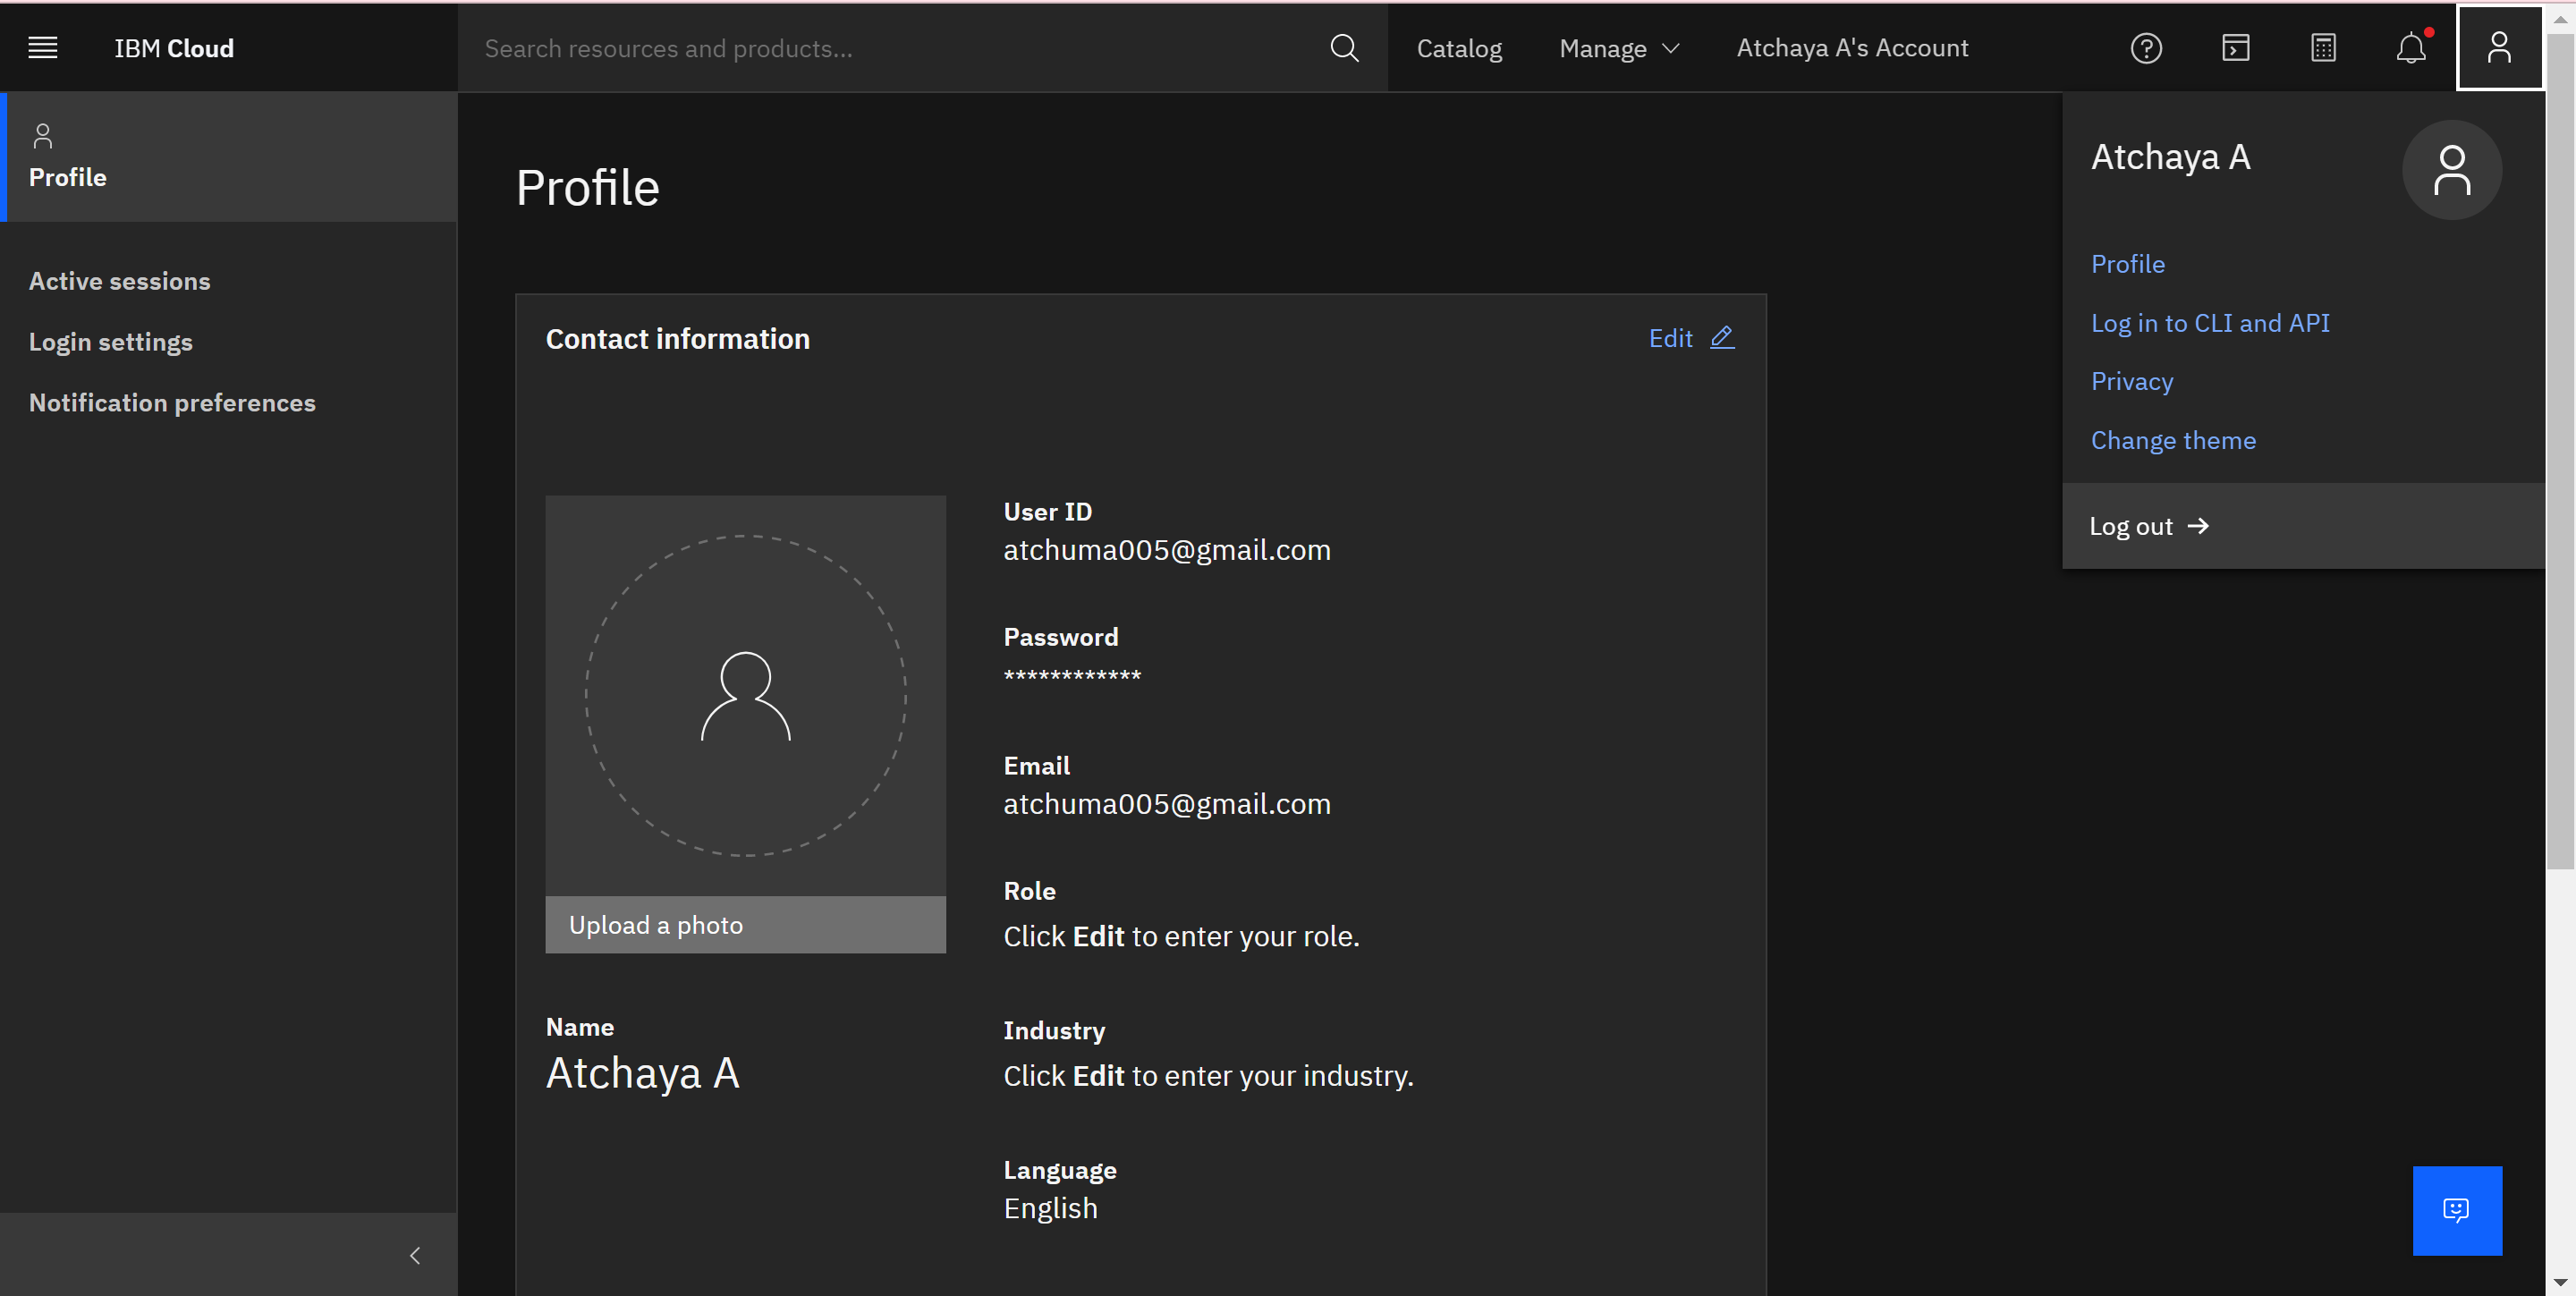 IBM Cloud
Search resources and products...
Catalog
Manage
Atchaya A's Account
Profile
Active sessions
Login settings
Notification preferences
Profile
Contact information
Edit
Upload a photo
Name
Atchaya A
User ID
atchuma005@gmail.com
Password
************
Email
atchuma005@gmail.com
Role
Click Edit to enter your role.
Industry
Click Edit to enter your industry.
Language
English
Atchaya A
Profile
Log in to CLI and API
Privacy
Change theme
Log out